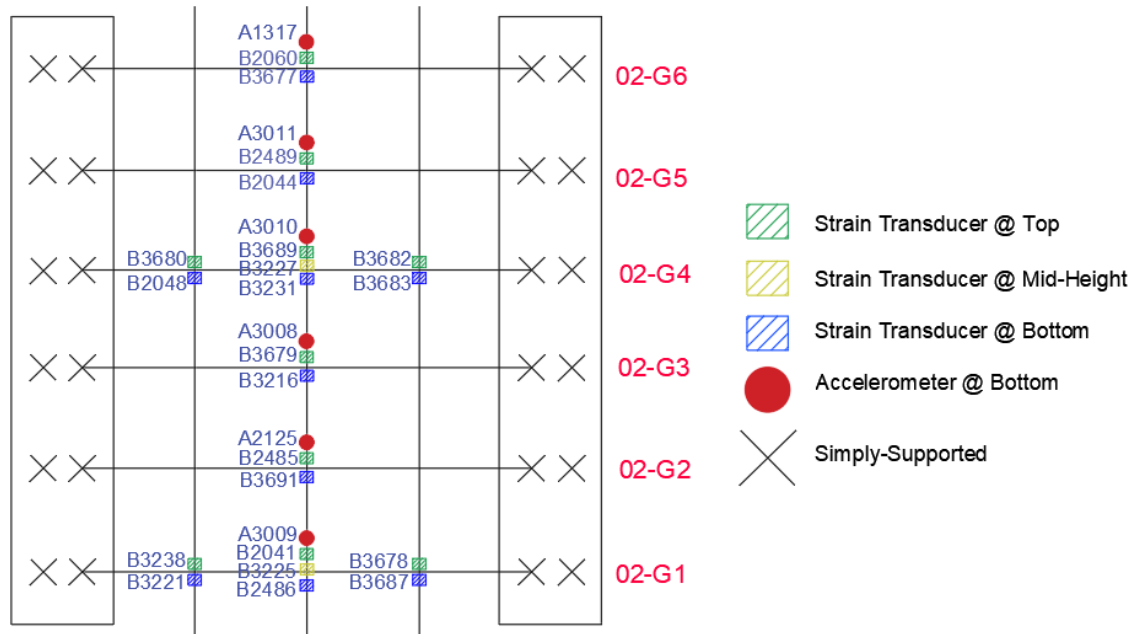 A1317
B2060
B3677
02-G6
A3011
B2489
B2044
02-G5
A3010
B3680 B3689 B3682
B3227
B2048 B3231 B3683
02-G4
A3008
B3679
B3216
02-G3
A2125
B2485
B3691
02-G2
A3009
B3238 B2041 B3678
B3225
B3221 B2486 B3687
02-G1
Strain Transducer @ Top
Strain Transducer @ Mid-Height
Strain Transducer @ Bottom
Accelerometer @ Bottom
Simply-Supported